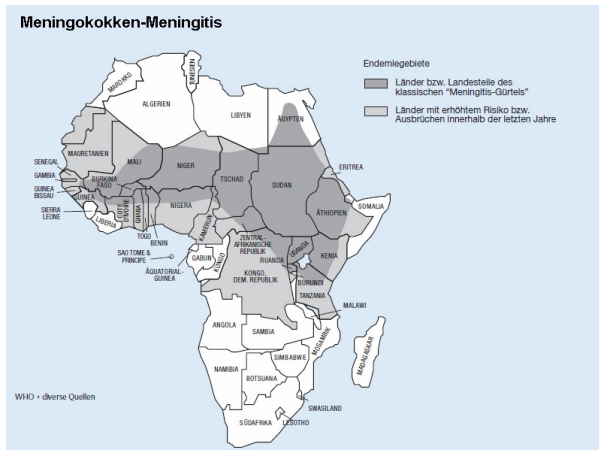 Meningokokken-Meningitis
Endemiegebiete
Länder bzw. Landesteile des
klassischen "Meningitis-Gürtels"
Länder mit erhöhtem Risiko bzw.
Ausbrüchen innerhalb der letzten Jahre
MAROKKO
TUNESIEN
ALGERIEN
LIBYEN
ÄGYPTEN
MAURETANIEN
MALI
NIGER
TSCHAD
SUDAN
ERITREA
SENEGAL
GAMBIA
GUINEA
BISSAU
GUINEA
BURKINA
FASO
SIERRA
LEONE
LIBERIA
COTE
D'IVOIRE
GHANA
TOGO
BENIN
NIGERA
KAMERUN
ZENTRAL-
AFRIKANISCHE
REPUBLIK
ÄTHIOPIEN
SOMALIA
SAO TOME &
PRINCIPE
ÄQUATORIAL-
GUINEA
GABUN
KONGO
KONGO,
DEM. REPUBLIK
RUANDA
UGANDA
KENIA
BURUNDI
TANZANIA
MALAWI
ANGOLA
SAMBIA
MOSAMBIK
MADAGASKAR
SIMBABWE
NAMIBIA
BOTSUANA
SWASILAND
LESOTHO
SÜDAFRIKA
WHO + diverse Quellen